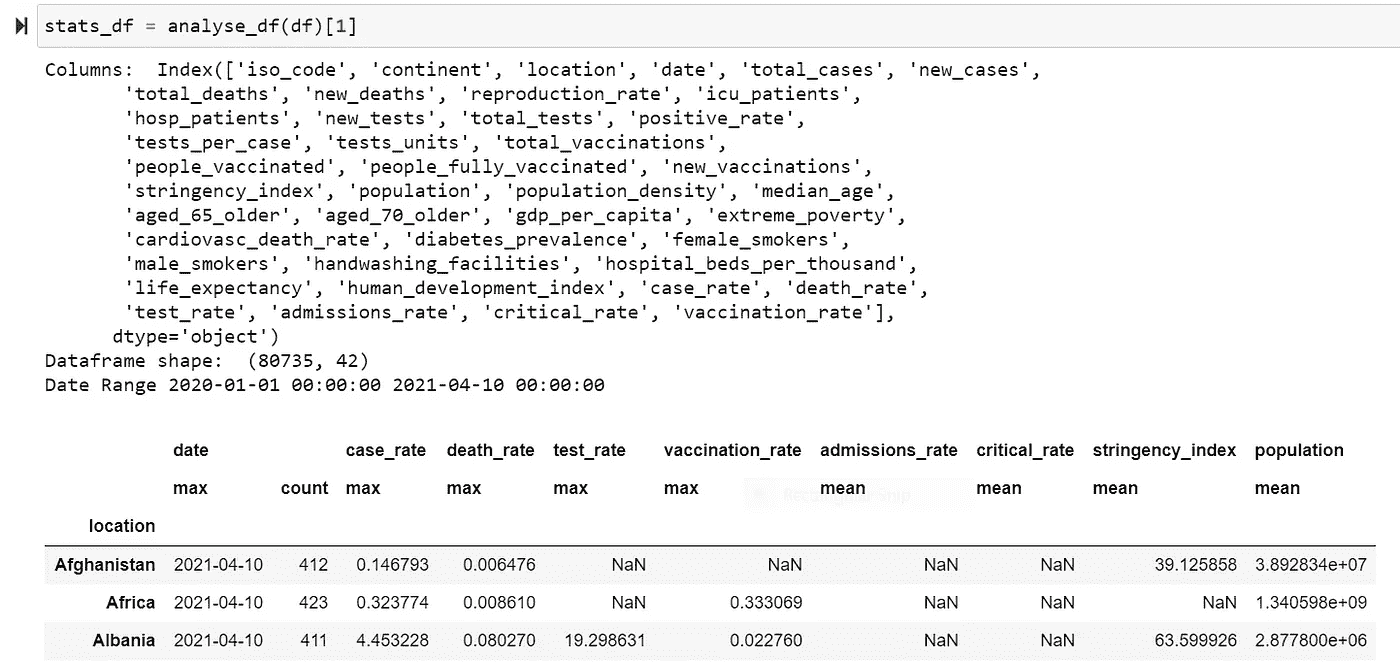 stats_df = analyse_df(df)[1]
Columns:  Index(['iso_code', 'continent', 'location', 'date', 'total_cases', 'new_cases',
'total_deaths', 'new_deaths', 'reproduction_rate', 'icu_patients',
'hosp_patients', 'new_tests', 'total_tests', 'positive_rate',
'tests_per_case', 'tests_units', 'total_vaccinations',
'people_vaccinated', 'people_fully_vaccinated', 'new_vaccinations',
'stringency_index', 'population', 'population_density', 'median_age',
'aged_65_older', 'aged_70_older', 'gdp_per_capita', 'extreme_poverty',
'cardiovasc_death_rate', 'diabetes_prevalence', 'female_smokers',
'male_smokers', 'handwashing_facilities', 'hospital_beds_per_thousand',
'life_expectancy', 'human_development_index', 'case_rate', 'death_rate',
'test_rate', 'admissions_rate', 'critical_rate', 'vaccination_rate'],
dtype='object')
Dataframe shape:  (80735, 42)
Date Range 2020-01-01 00:00:00 2021-04-10 00:00:00
date case_rate death_rate test_rate vaccination_rate admissions_rate critical_rate stringency_index population
max count max max max max mean mean mean mean
location
Afghanistan 2021-04-10 412 0.146793 0.006476 NaN NaN NaN NaN 39.125858 3.892834e+07
Africa 2021-04-10 423 0.323774 0.008610 NaN 0.333069 NaN NaN NaN 1.340598e+09
Albania 2021-04-10 411 4.453228 0.080270 19.298631 0.022760 NaN NaN 63.599926 2.877800e+06